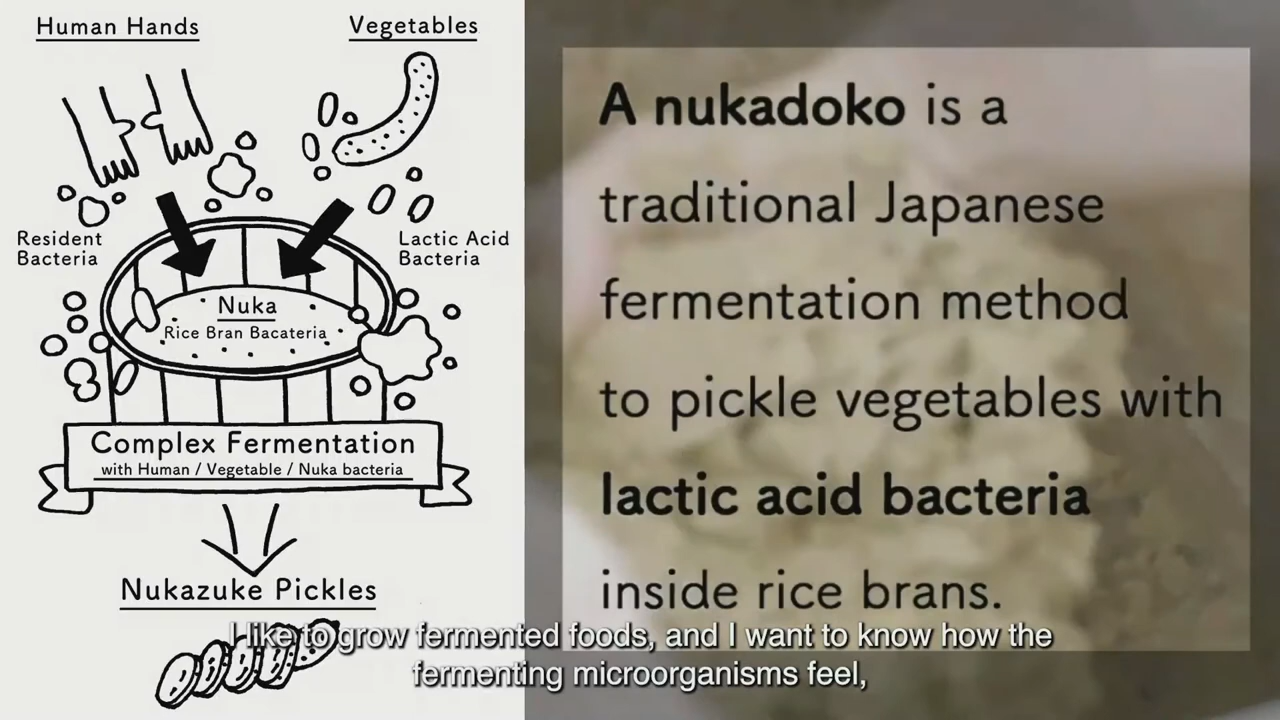 Human Hands
Vegetables
Resident
Bacteria
Lactic Acid
Bacteria
Nuka
Rice Bran Bacateria
Complex Fermentation
with Human / Vegetable / Nuka bacteria
Nukazuke Pickles
A nukadoko is a
traditional Japanese
fermentation method
to pickle vegetables with
lactic acid bacteria
inside rice brans.
I like to grow fermented foods, and I want to know how the
fermenting microorganisms feel,